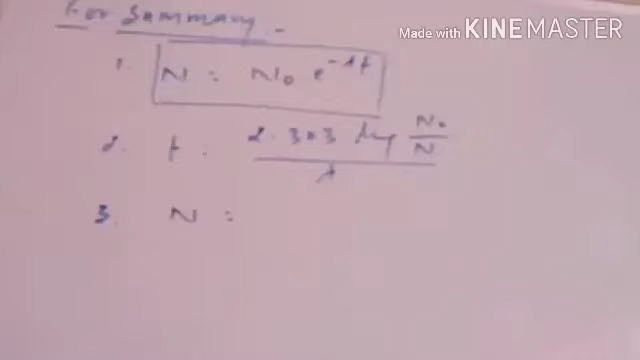 For Summary -
Made with KINEMASTER
1. N = N₀ e^-λt
2. t = 2.303 log N₀/N
λ
3. N =